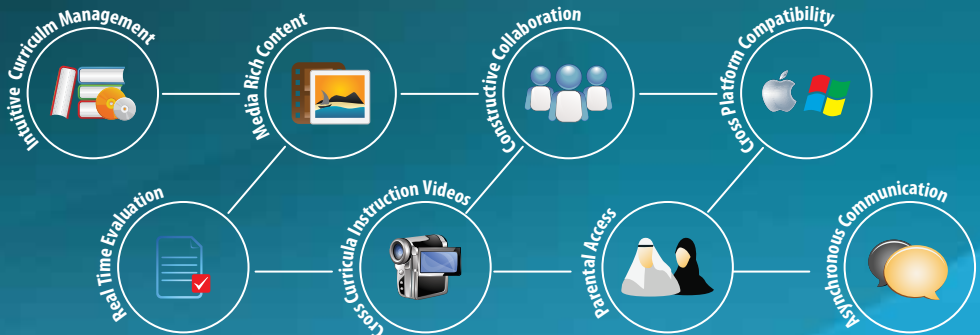 Intuitive Curriculm Management
Media Rich Content
Constructive Collaboration
Cross Platform Compatibility
Real Time Evaluation
Cross Curricula Instruction Videos
Parental Access
Asynchronous Communication